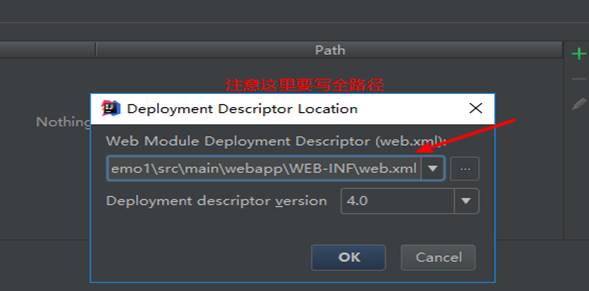 Path
注意这里要写全路径
Deployment Descriptor Location
Nothing
Web Module Deployment Descriptor (web.xml):
emo1\src\main\webapp\WEB-INF\web.xml
...
Deployment descriptor version 4.0
OK Cancel